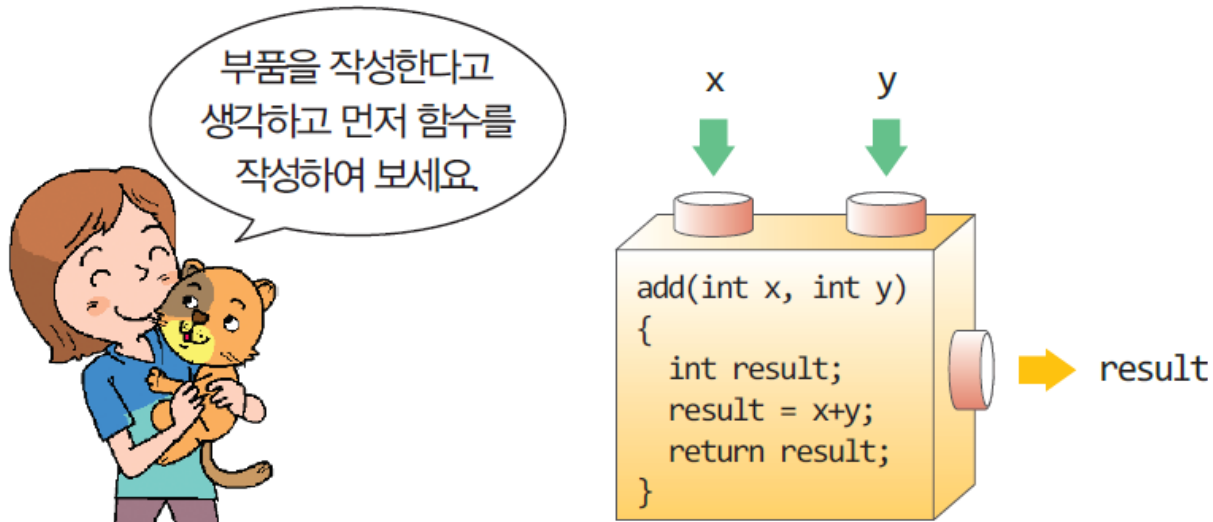 부품을 작성한다고
생각하고 먼저 함수를
작성하여 보세요.
x
y
add(int x, int y)
{
int result;
result = x+y;
return result;
}
result